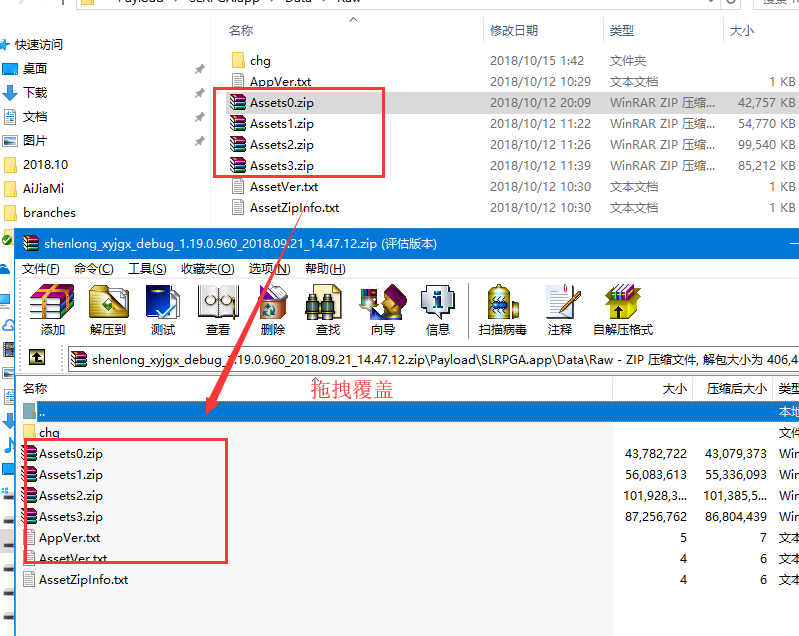 Payload › SLRPGA.app › Data › Raw
名称 修改日期 类型 大小
快速访问
桌面
下载
文档
图片
2018.10
AiJiaMi
branches
chg 2018/10/15 1:42 文件夹
AppVer.txt 2018/10/12 10:29 文本文档 1 KB
Assets0.zip 2018/10/12 20:09 WinRAR ZIP 压缩... 42,757 KB
Assets1.zip 2018/10/12 11:22 WinRAR ZIP 压缩... 54,770 KB
Assets2.zip 2018/10/12 11:26 WinRAR ZIP 压缩... 99,540 KB
Assets3.zip 2018/10/12 11:39 WinRAR ZIP 压缩... 85,212 KB
AssetVer.txt 2018/10/12 10:30 文本文档 1 KB
AssetZipInfo.txt 2018/10/12 10:30 文本文档 1 KB
shenlong_xyjgx_debug_1.19.0.960_2018.09.21_14.47.12.zip (评估版本)
文件(F) 命令(C) 工具(S) 收藏夹(O) 选项(N) 帮助(H)
添加 解压到 测试 查看 删除 查找 向导 信息 扫描病毒 注释 自解压格式
shenlong_xyjgx_debug_1.19.0.960_2018.09.21_14.47.12.zip\Payload\SLRPGA.app\Data\Raw - ZIP 压缩文件, 解包大小为 406,4
名称 大小 压缩后大小 类型
拖拽覆盖
.. 本地
chg 文件
Assets0.zip 43,782,722 43,079,373 Win
Assets1.zip 56,083,613 55,336,093 Win
Assets2.zip 101,928,3... 101,385,5... Win
Assets3.zip 87,256,762 86,804,439 Win
AppVer.txt 5 7 文本
AssetVer.txt 4 6 文本
AssetZipInfo.txt 4 6 文本